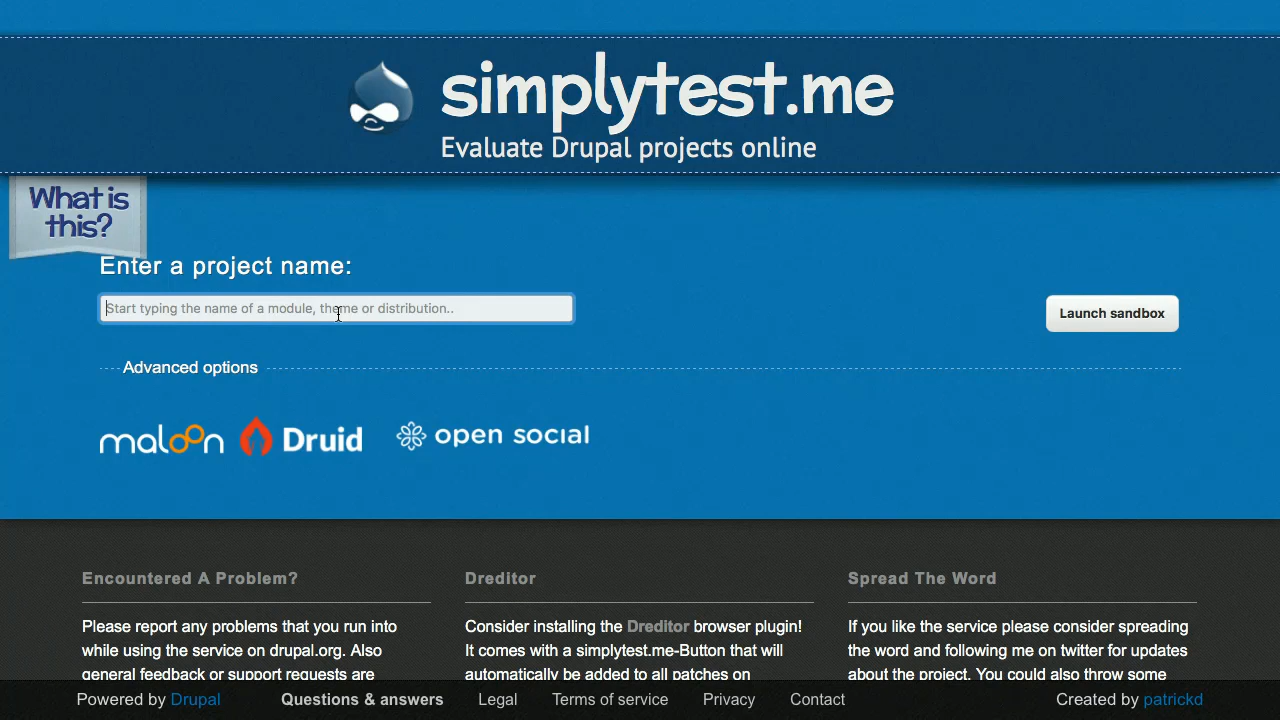 simplytest.me
Evaluate Drupal projects online
What is
this?
Enter a project name:
Start typing the name of a module, theme or distribution..
Launch sandbox
Advanced options
maloon
Druid
open social
Encountered A Problem?
Please report any problems that you run into
while using the service on drupal.org. Also
general feedback or support requests are
Dreditor
Consider installing the Dreditor browser plugin!
It comes with a simplytest.me-Button that will
automatically be added to all patches on
Spread The Word
If you like the service please consider spreading
the word and following me on twitter for updates
about the project. You could also throw some
Powered by Drupal
Questions & answers
Legal
Terms of service
Privacy
Contact
Created by patrickd